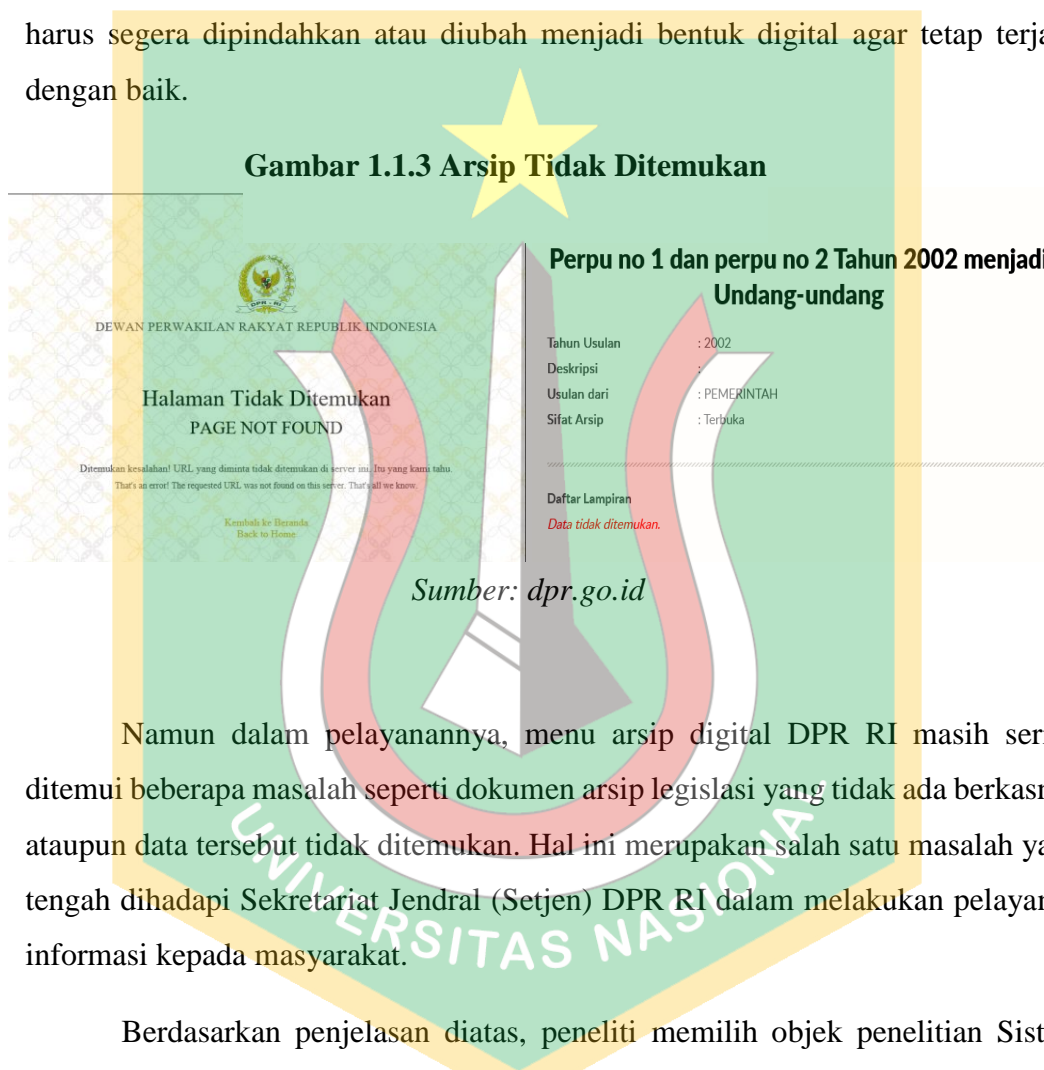 harus segera dipindahkan atau diubah menjadi bentuk digital agar tetap terja
dengan baik.
Gambar 1.1.3 Arsip Tidak Ditemukan
DPR - RI
DEWAN PERWAKILAN RAKYAT REPUBLIK INDONESIA
Halaman Tidak Ditemukan
PAGE NOT FOUND
Ditemukan kesalahan! URL yang diminta tidak ditemukan di server ini. Itu yang kami tahu.
That's an error! The requested URL was not found on this server. That's all we know.
Kembali ke Beranda
Back to Home
Perpu no 1 dan perpu no 2 Tahun 2002 menjadi
Undang-undang
Tahun Usulan : 2002
Deskripsi :
Usulan dari : PEMERINTAH
Sifat Arsip : Terbuka
Daftar Lampiran
Data tidak ditemukan.
Sumber: dpr.go.id
Namun dalam pelayanannya, menu arsip digital DPR RI masih seri
ditemui beberapa masalah seperti dokumen arsip legislasi yang tidak ada berkasn
ataupun data tersebut tidak ditemukan. Hal ini merupakan salah satu masalah ya
tengah dihadapi Sekretariat Jendral (Setjen) DPR RI dalam melakukan pelayan
informasi kepada masyarakat.
UNIVERSITAS NASIONAL
Berdasarkan penjelasan diatas, peneliti memilih objek penelitian Sist